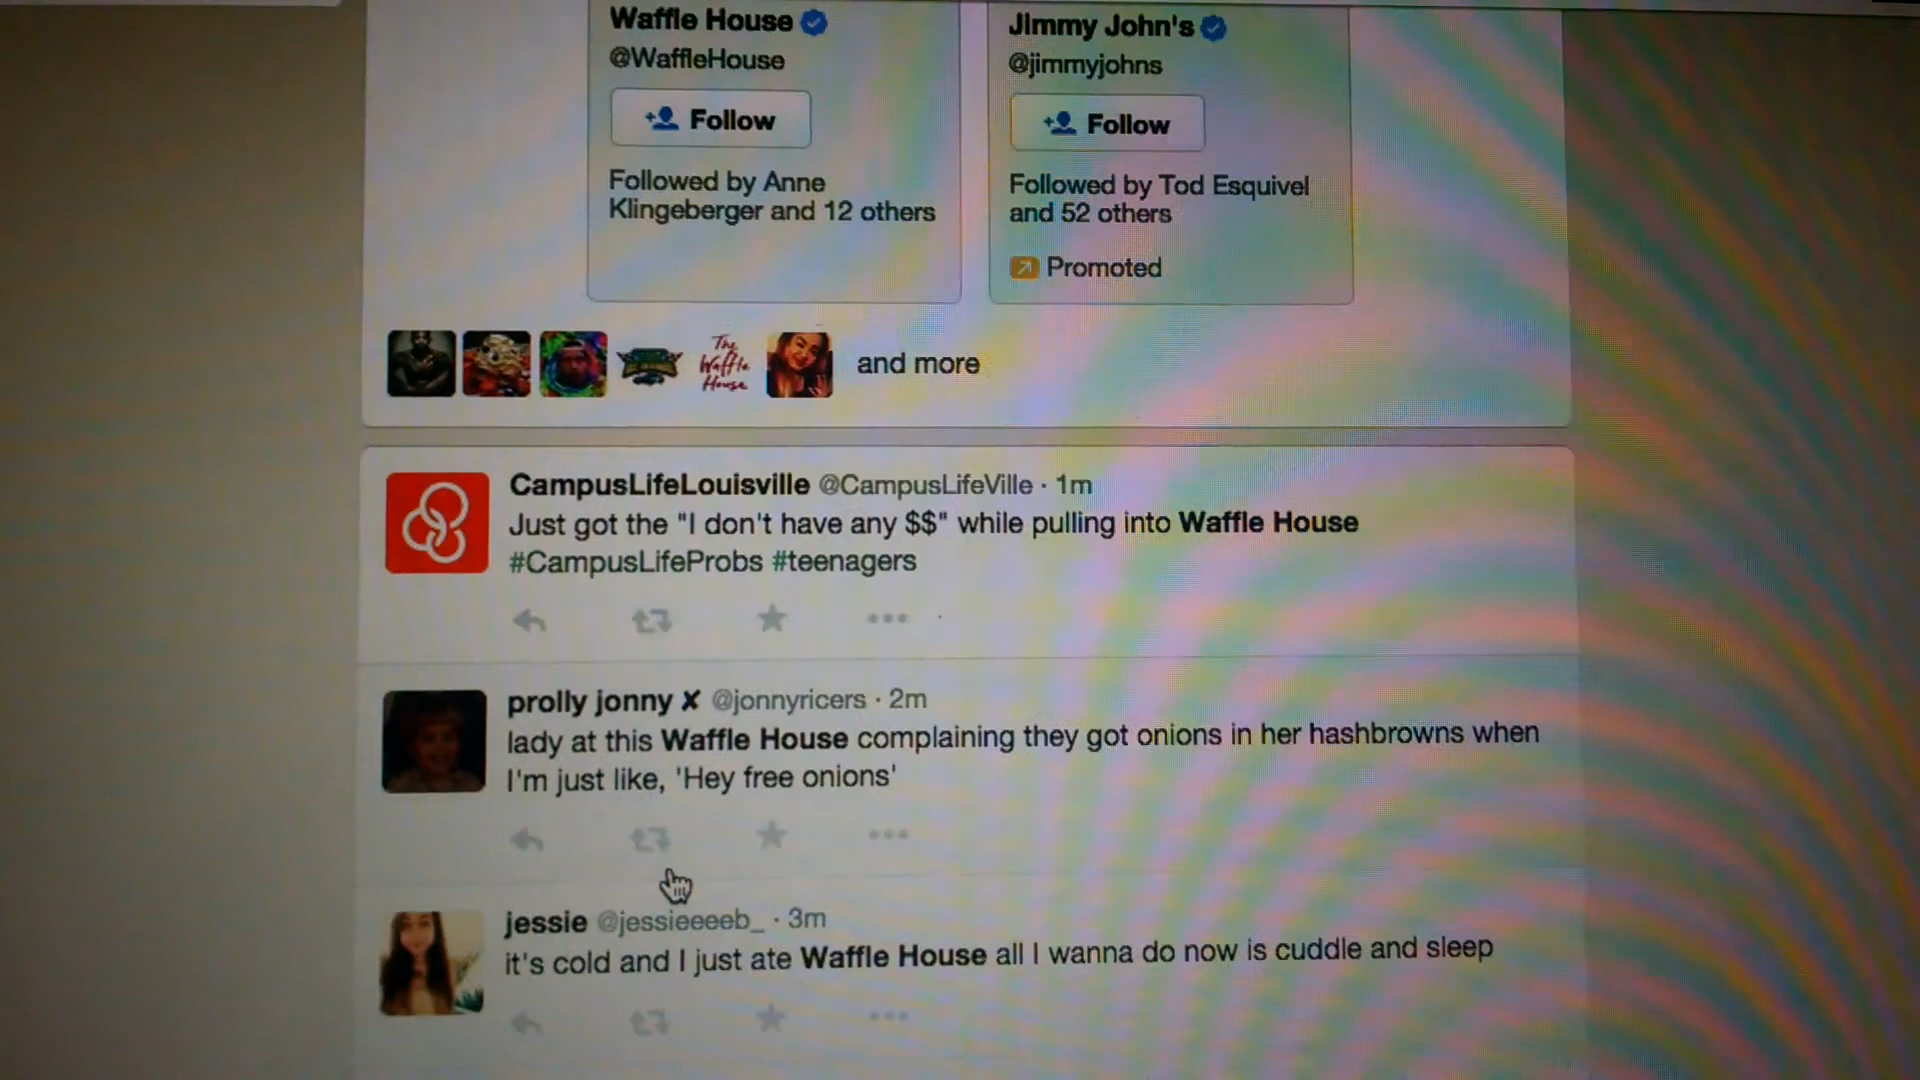 Waffle House
@WaffleHouse
Follow
Followed by Anne
Klingeberger and 12 others
Jimmy John's
@jimmyjohns
Follow
Followed by Tod Esquivel
and 52 others
Promoted
The
Waffle
House
and more
CampusLifeLouisville @CampusLifeVille · 1m
Just got the "I don't have any $$" while pulling into Waffle House
#CampusLifeProbs #teenagers
prolly jonny ✘ @jonnyricers · 2m
lady at this Waffle House complaining they got onions in her hashbrowns when
I'm just like, 'Hey free onions'
jessie @jessieeeeb_ · 3m
it's cold and I just ate Waffle House all I wanna do now is cuddle and sleep